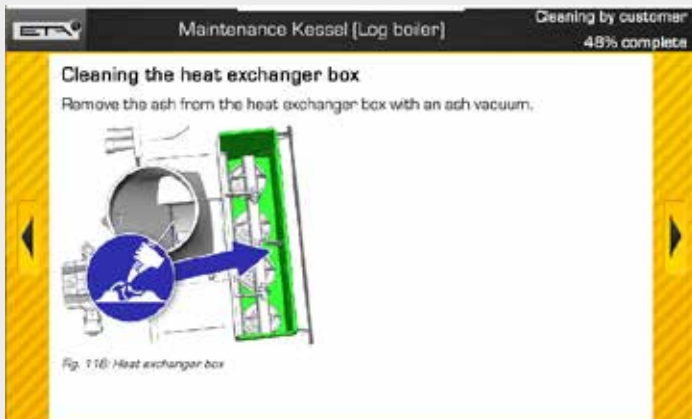 ETA
Maintenance Kessel [Log boiler]
Cleaning by customer
48% complete
Cleaning the heat exchanger box
Remove the ash from the heat exchanger box with an ash vacuum.
Fig. 116: Heat exchanger box